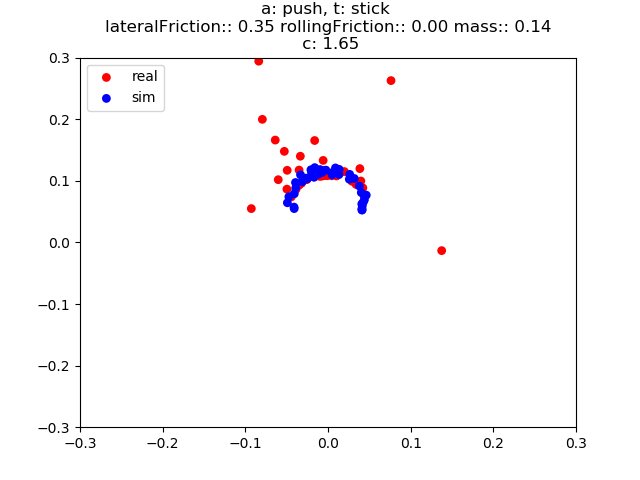 a: push, t: stick
lateralFriction:: 0.35 rollingFriction:: 0.00 mass:: 0.14
c: 1.65
real
sim
0.3
0.2
0.1
0.0
−0.1
−0.2
−0.3
−0.3 −0.2 −0.1 0.0 0.1 0.2 0.3